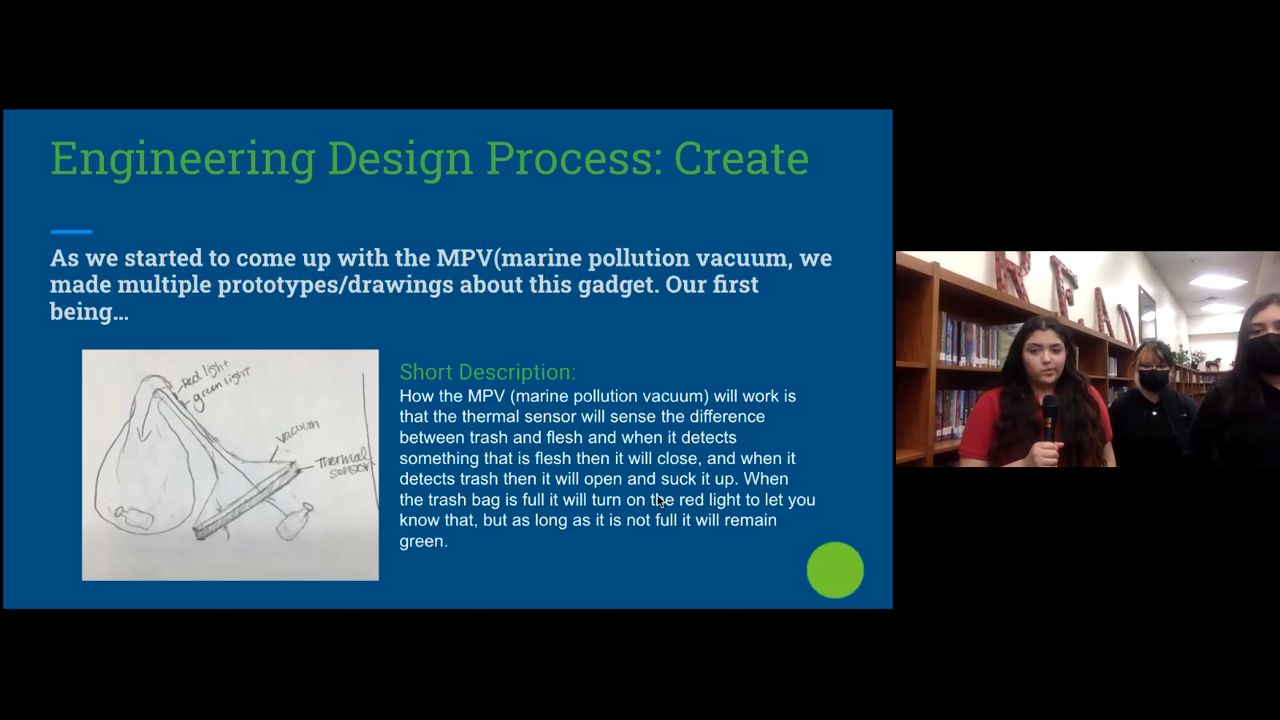 Engineering Design Process: Create
As we started to come up with the MPV(marine pollution vacuum, we
made multiple prototypes/drawings about this gadget. Our first
being...
Red light
green light
vacuum
Thermal
sensor
Short Description:
How the MPV (marine pollution vacuum) will work is
that the thermal sensor will sense the difference
between trash and flesh and when it detects
something that is flesh then it will close, and when it
detects trash then it will open and suck it up. When
the trash bag is full it will turn on the red light to let you
know that, but as long as it is not full it will remain
green.
READ